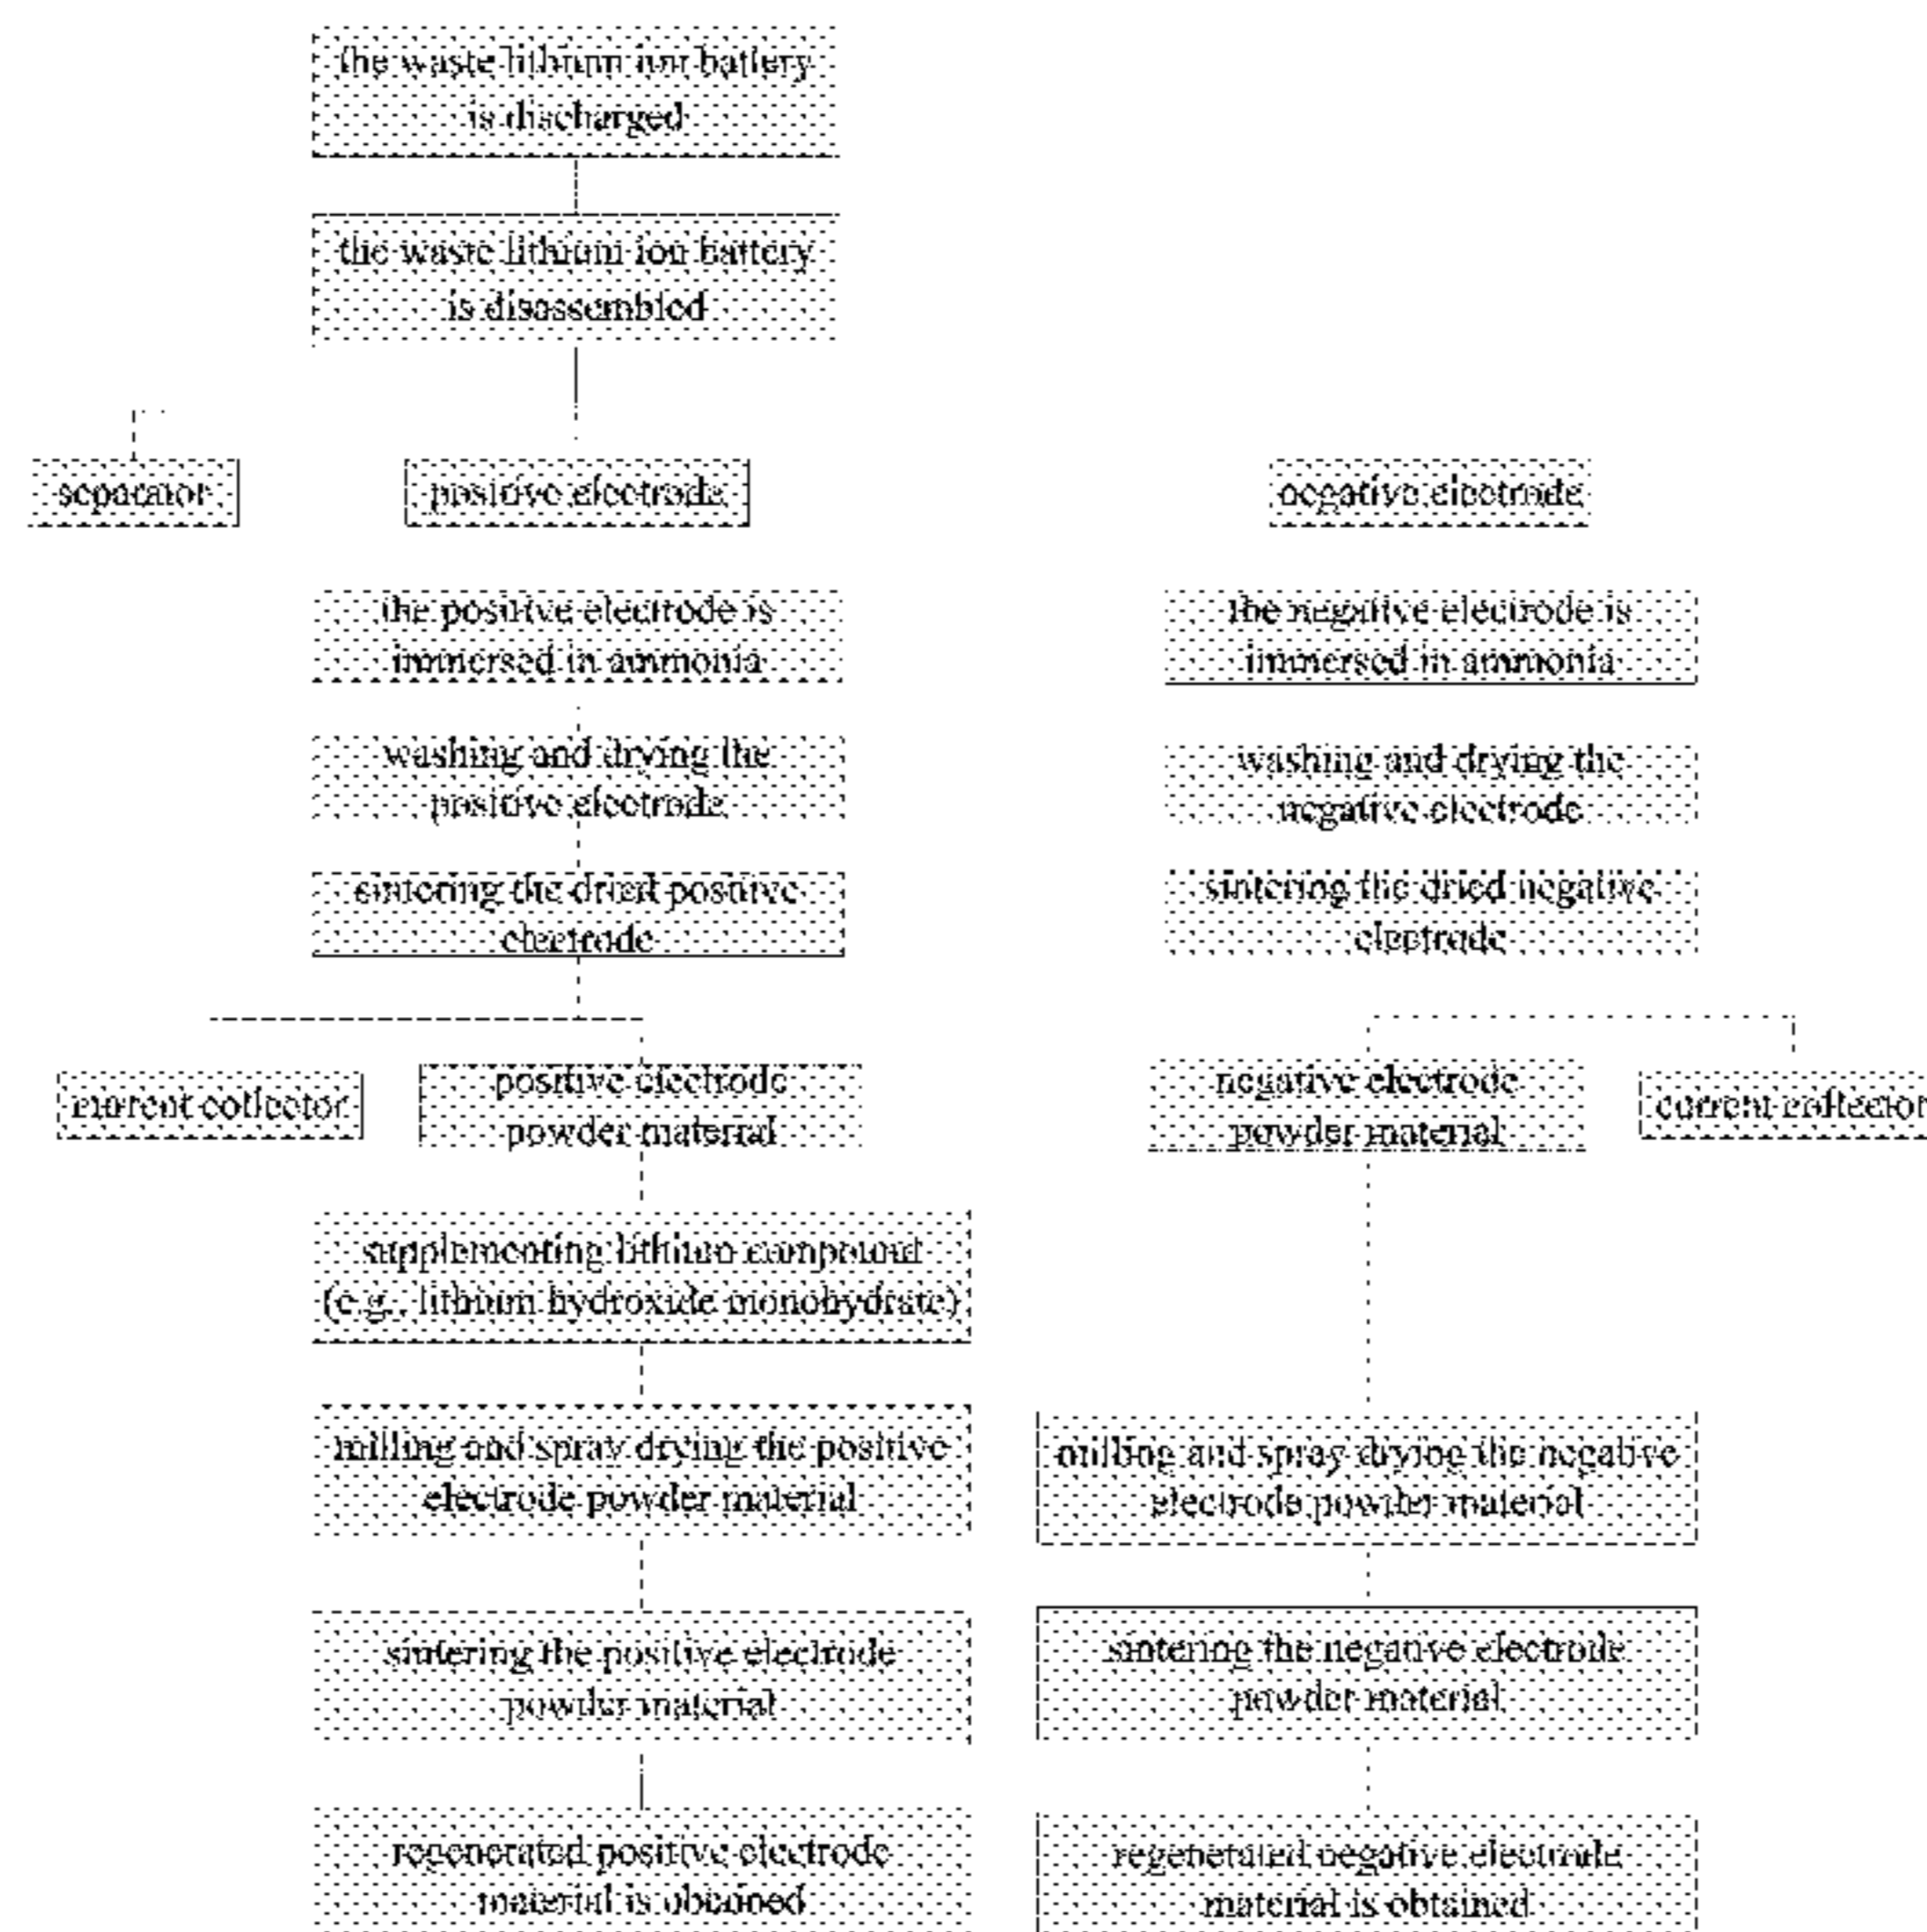 the waste lithium ion battery
is discharged
the waste lithium ion battery
is disassembled
separator
positive electrode
negative electrode
the positive electrode is
immersed in ammonia
the negative electrode is
immersed in ammonia
washing and drying the
positive electrode
washing and drying the
negative electrode
sintering the dried positive
electrode
sintering the dried negative
electrode
current collector
positive electrode
powder material
negative electrode
powder material
current collector
supplementing lithium compound
(e.g., lithium hydroxide monohydrate)
milling and spray drying the positive
electrode powder material
milling and spray drying the negative
electrode powder material
sintering the positive electrode
powder material
sintering the negative electrode
powder material
regenerated positive electrode
material is obtained
regenerated negative electrode
material is obtained